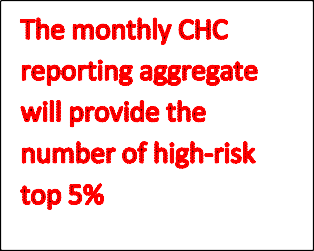 The monthly CHC
reporting aggregate
will provide the
number of high-risk
top 5%